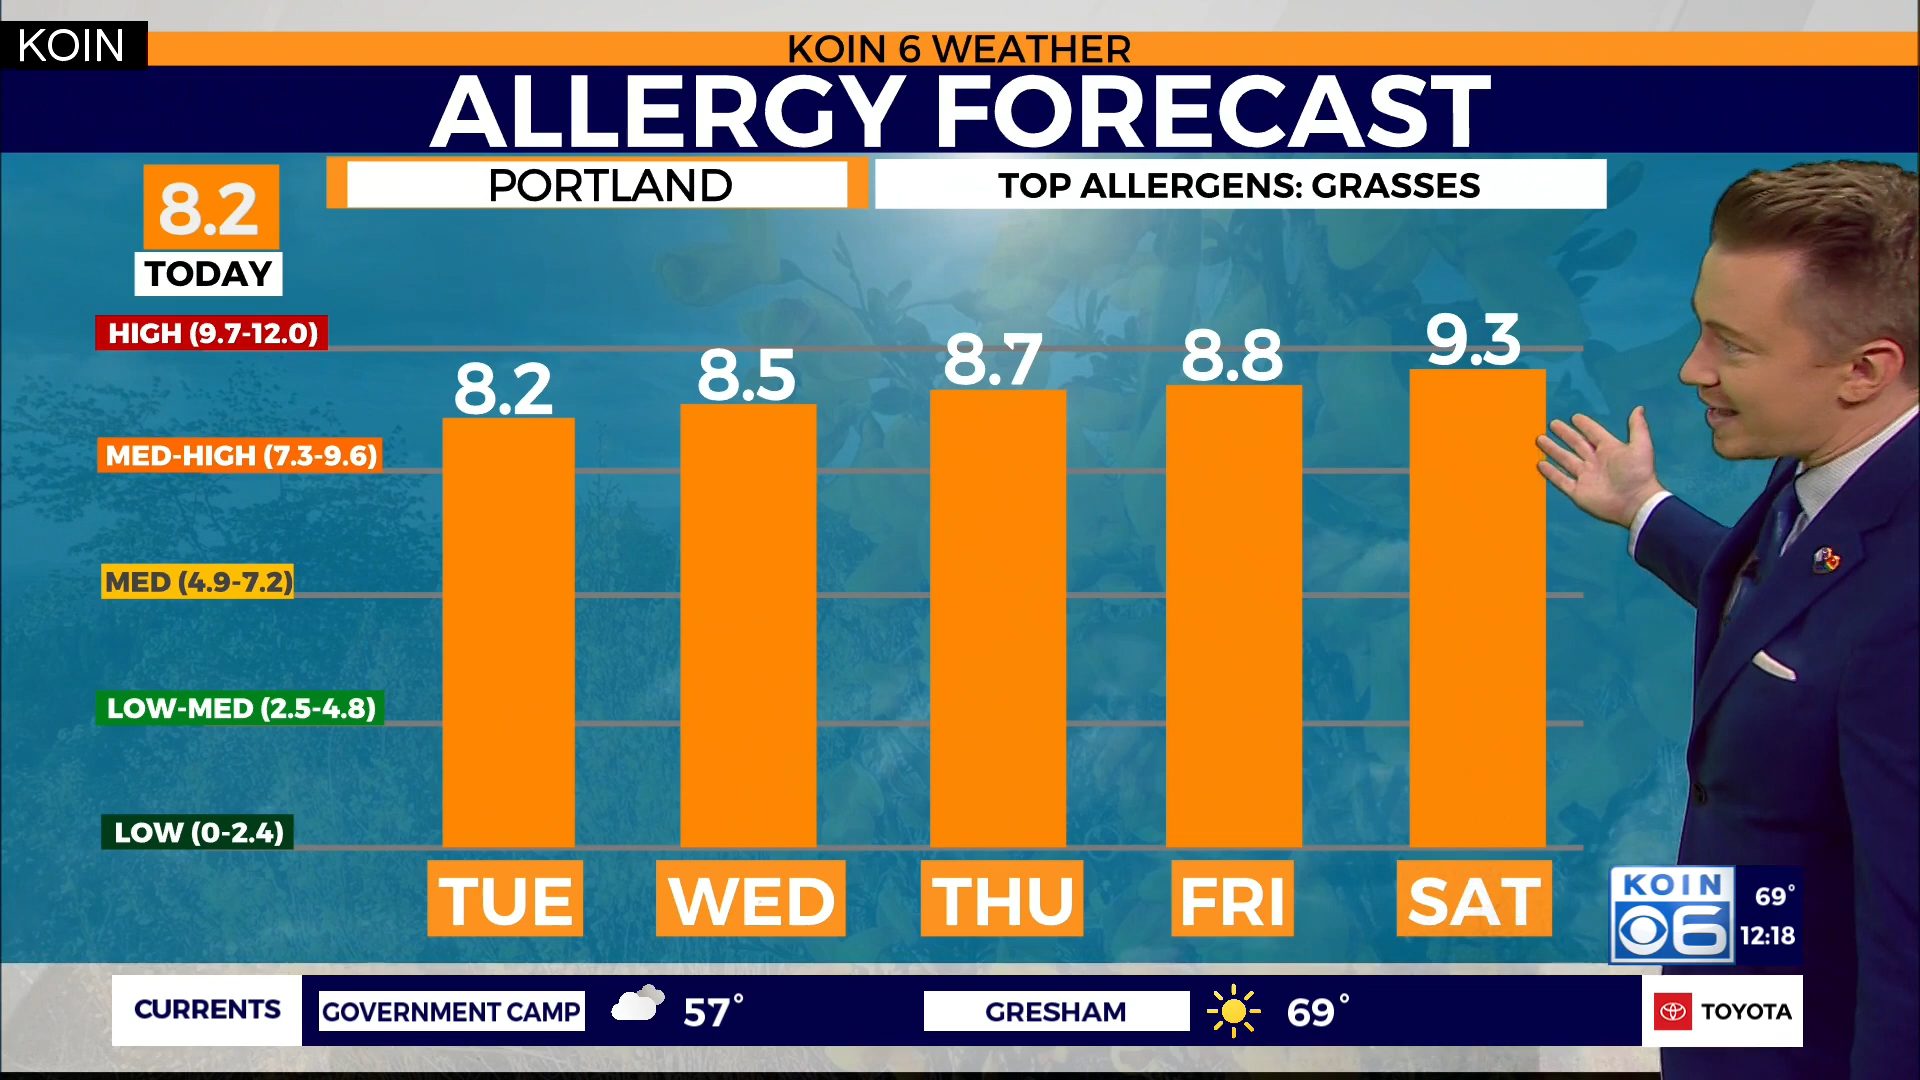 KOIN
KOIN 6 WEATHER
ALLERGY FORECAST
8.2
TODAY
PORTLAND
TOP ALLERGENS: GRASSES
HIGH (9.7-12.0)
MED-HIGH (7.3-9.6)
MED (4.9-7.2)
LOW-MED (2.5-4.8)
LOW (0-2.4)
8.2
8.5
8.7
8.8
9.3
TUE
WED
THU
FRI
SAT
KOIN
6
69°
12:18
CURRENTS
GOVERNMENT CAMP
57°
GRESHAM
69°
TOYOTA